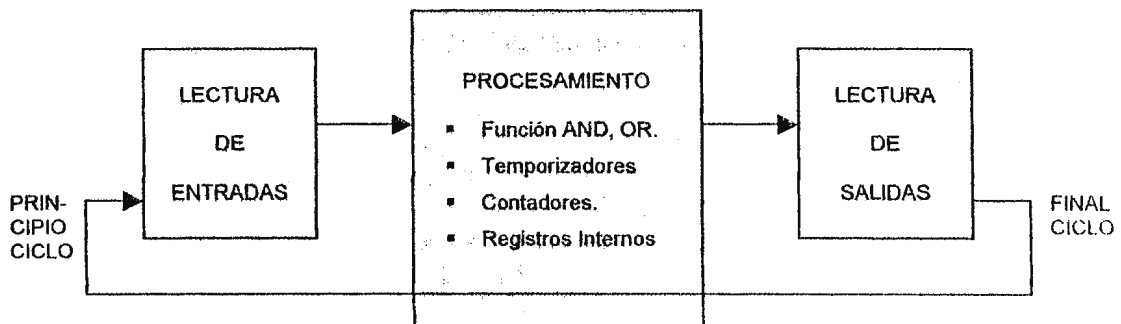 LECTURA
DE
ENTRADAS
PROCESAMIENTO
▪ Función AND, OR.
▪ Temporizadores
▪ Contadores.
▪ Registros Internos
LECTURA
DE
SALIDAS
PRIN-
CIPIO
CICLO
FINAL
CICLO